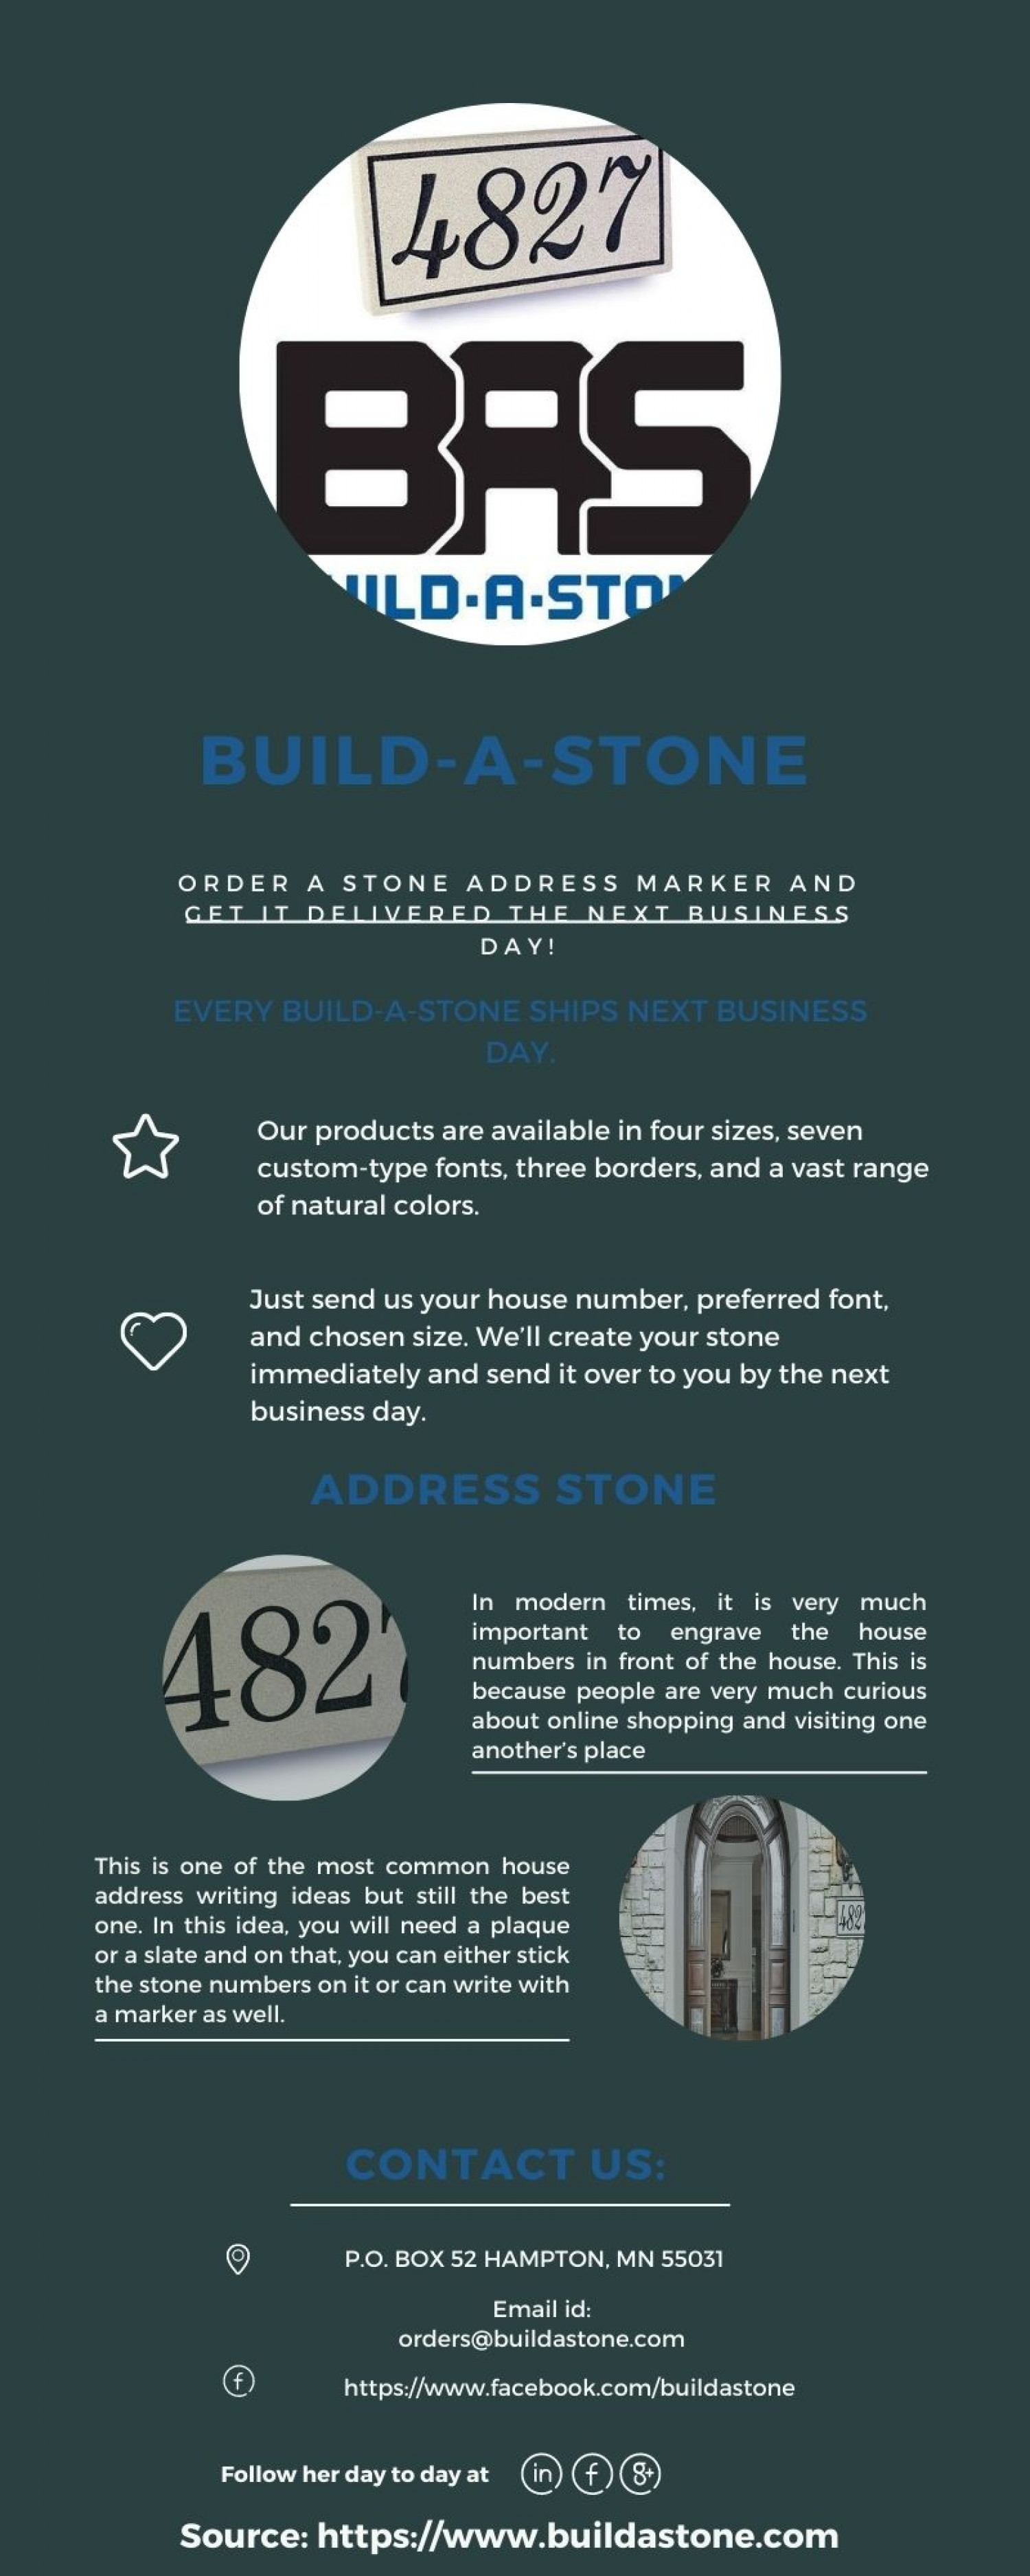 4827
BAS
UILD-A-STO
BUILD-A-STONE
ORDER A STONE ADDRESS MARKER AND
GET IT DELIVERED THE NEXT BUSINESS
DAY!
EVERY BUILD-A-STONE SHIPS NEXT BUSINESS
DAY.
Our products are available in four sizes, seven
custom-type fonts, three borders, and a vast range
of natural colors.
Just send us your house number, preferred font,
and chosen size. We'll create your stone
immediately and send it over to you by the next
business day.
ADDRESS STONE
482
In modern times, it is very much
important to engrave the house
numbers in front of the house. This is
because people are very much curious
about online shopping and visiting one
another's place
This is one of the most common house
address writing ideas but still the best
one. In this idea, you will need a plaque
or a slate and on that, you can either stick
the stone numbers on it or can write with
a marker as well.
482
CONTACT US:
P.O. BOX 52 HAMPTON, MN 55031
Email id:
orders@buildastone.com
f
https://www.facebook.com/buildastone
Follow her day to day at in f g+
Source: https://www.buildastone.com